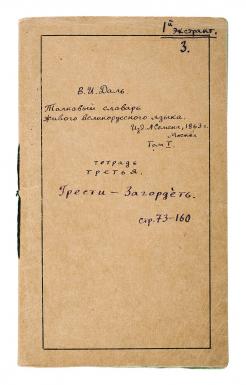 1й Экстракт.
3.
В. И. Даль
Толковый словарь
живого великорусского языка.
Изд. А. Семена, 1863 г.
Москва
Том I
тетрадь
третья.
Грести — Загордеть.
Стр. 73-160